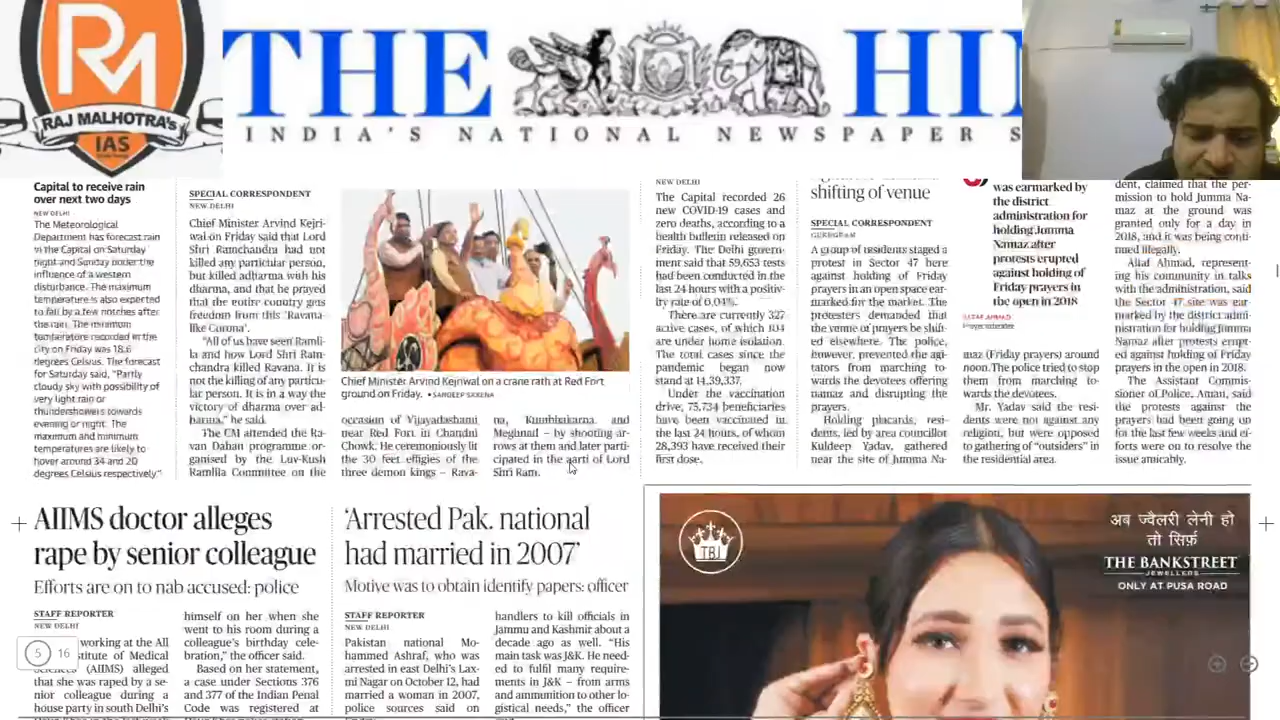 RM
RAJ MALHOTRA'S
IAS
THE HI
INDIA'S NATIONAL NEWSPAPER S
Capital to receive rain
over next two days
NEW DELHI
The Meteorological
Department has forecast rain
in the Capital on Saturday
night and Sunday under the
influence of a western
disturbance. The maximum
temperature is also expected
to fall by a few notches after
the rain. The minimum
temperature recorded in the
city on Friday was 18.6
degrees Celsius. The forecast
for Saturday said, "Partly
cloudy sky with possibility of
very light rain or
thundershowers towards
evening or night. The
maximum and minimum
temperatures are likely to
hover around 34 and 20
degrees Celsius respectively."
SPECIAL CORRESPONDENT
NEW DELHI
Chief Minister Arvind Kejri-
wal on Friday said that Lord
Shri Ramchandra had not
killed any particular person,
but killed adharma with his
dharma, and that he prayed
that the entire country gets
freedom from this 'Ravana-
like Corona'.
"All of us have seen Ramli-
la and how Lord Shri Ram-
chandra killed Ravana. It is
not the killing of any particu-
lar person. It is in a way the
victory of dharma over ad-
harma," he said.
The CM attended the Ra-
van Dahan programme or-
ganised by the Luv-Kush
Ramlila Committee on the
Chief Minister Arvind Kejriwal on a crane rath at Red Fort
ground on Friday. • SANDEEP SAXENA
occasion of Vijayadashami
near Red Fort in Chandni
Chowk. He ceremoniously lit
the 30 feet effigies of the
three demon kings – Rava-
na, Kumbhakarna, and
Meghnad – by shooting ar-
rows at them and later parti-
cipated in the aarti of Lord
Shri Ram.
NEW DELHI
The Capital recorded 26
new COVID-19 cases and
zero deaths, according to a
health bulletin released on
Friday. The Delhi govern-
ment said that 59,653 tests
had been conducted in the
last 24 hours with a positiv-
ity rate of 0.04%.
There are currently 327
active cases, of which 104
are under home isolation.
The total cases since the
pandemic began now
stand at 14,39,337.
Under the vaccination
drive, 75,734 beneficiaries
have been vaccinated in
the last 24 hours, of whom
28,393 have received their
first dose.
shifting of venue
SPECIAL CORRESPONDENT
GURUGRAM
A group of residents staged a
protest in Sector 47 here
against holding of Friday
prayers in an open space ear-
marked for the market. The
protesters demanded that
the venue of prayers be shift-
ed elsewhere. The police,
however, prevented the agi-
tators from marching to-
wards the devotees offering
namaz and disrupting the
prayers.
Holding placards, resi-
dents, led by area councillor
Kuldeep Yadav, gathered
near the site of Jumma Na-
was earmarked by
the district
administration for
holding Jumma
Namaz after
protests erupted
against holding of
Friday prayers in
the open in 2018
ALTAF AHMAD
maz (Friday prayers) around
noon. The police tried to stop
them from marching to-
wards the devotees.
Mr. Yadav said the resi-
dents were not against any
religion, but were opposed
to gathering of "outsiders" in
the residential area.
dent, claimed that the per-
mission to hold Jumma Na-
maz at the ground was
granted only for a day in
2018, and it was being conti-
nued illegally.
Altaf Ahmad, represent-
ing his community in talks
with the administration, said
the Sector 47 site was ear-
marked by the district admi-
nistration for holding Jumma
Namaz after protests erupt-
ed against holding of Friday
prayers in the open in 2018.
The Assistant Commis-
sioner of Police, Aman, said
the protests against the
prayers had been going on
for the last few weeks and ef-
forts were on to resolve the
issue amicably.
AIIMS doctor alleges
rape by senior colleague
Efforts are on to nab accused: police
STAFF REPORTER
NEW DELHI
working at the All
stitute of Medical
(AIIMS) alleged
that she was raped by a se-
nior colleague during a
house party in south Delhi's
himself on her when she
went to his room during a
colleague's birthday cele-
bration," the officer said.
Based on her statement,
a case under Sections 376
and 377 of the Indian Penal
Code was registered at
'Arrested Pak. national
had married in 2007'
Motive was to obtain identify papers: officer
STAFF REPORTER
NEW DELHI
Pakistan national Mo-
hammed Ashraf, who was
arrested in east Delhi's Lax-
mi Nagar on October 12, had
married a woman in 2007,
police sources said on
handlers to kill officials in
Jammu and Kashmir about a
decade ago as well. "His
main task was J&K. He need-
ed to fulfil many require-
ments in J&K – from arms
and ammunition to other lo-
gistical needs," the officer
TBJ
अब ज्वैलरी लेनी हो
तो सिर्फ़
THE BANKSTREET
JEWELLERS
ONLY AT PUSA ROAD
5 16